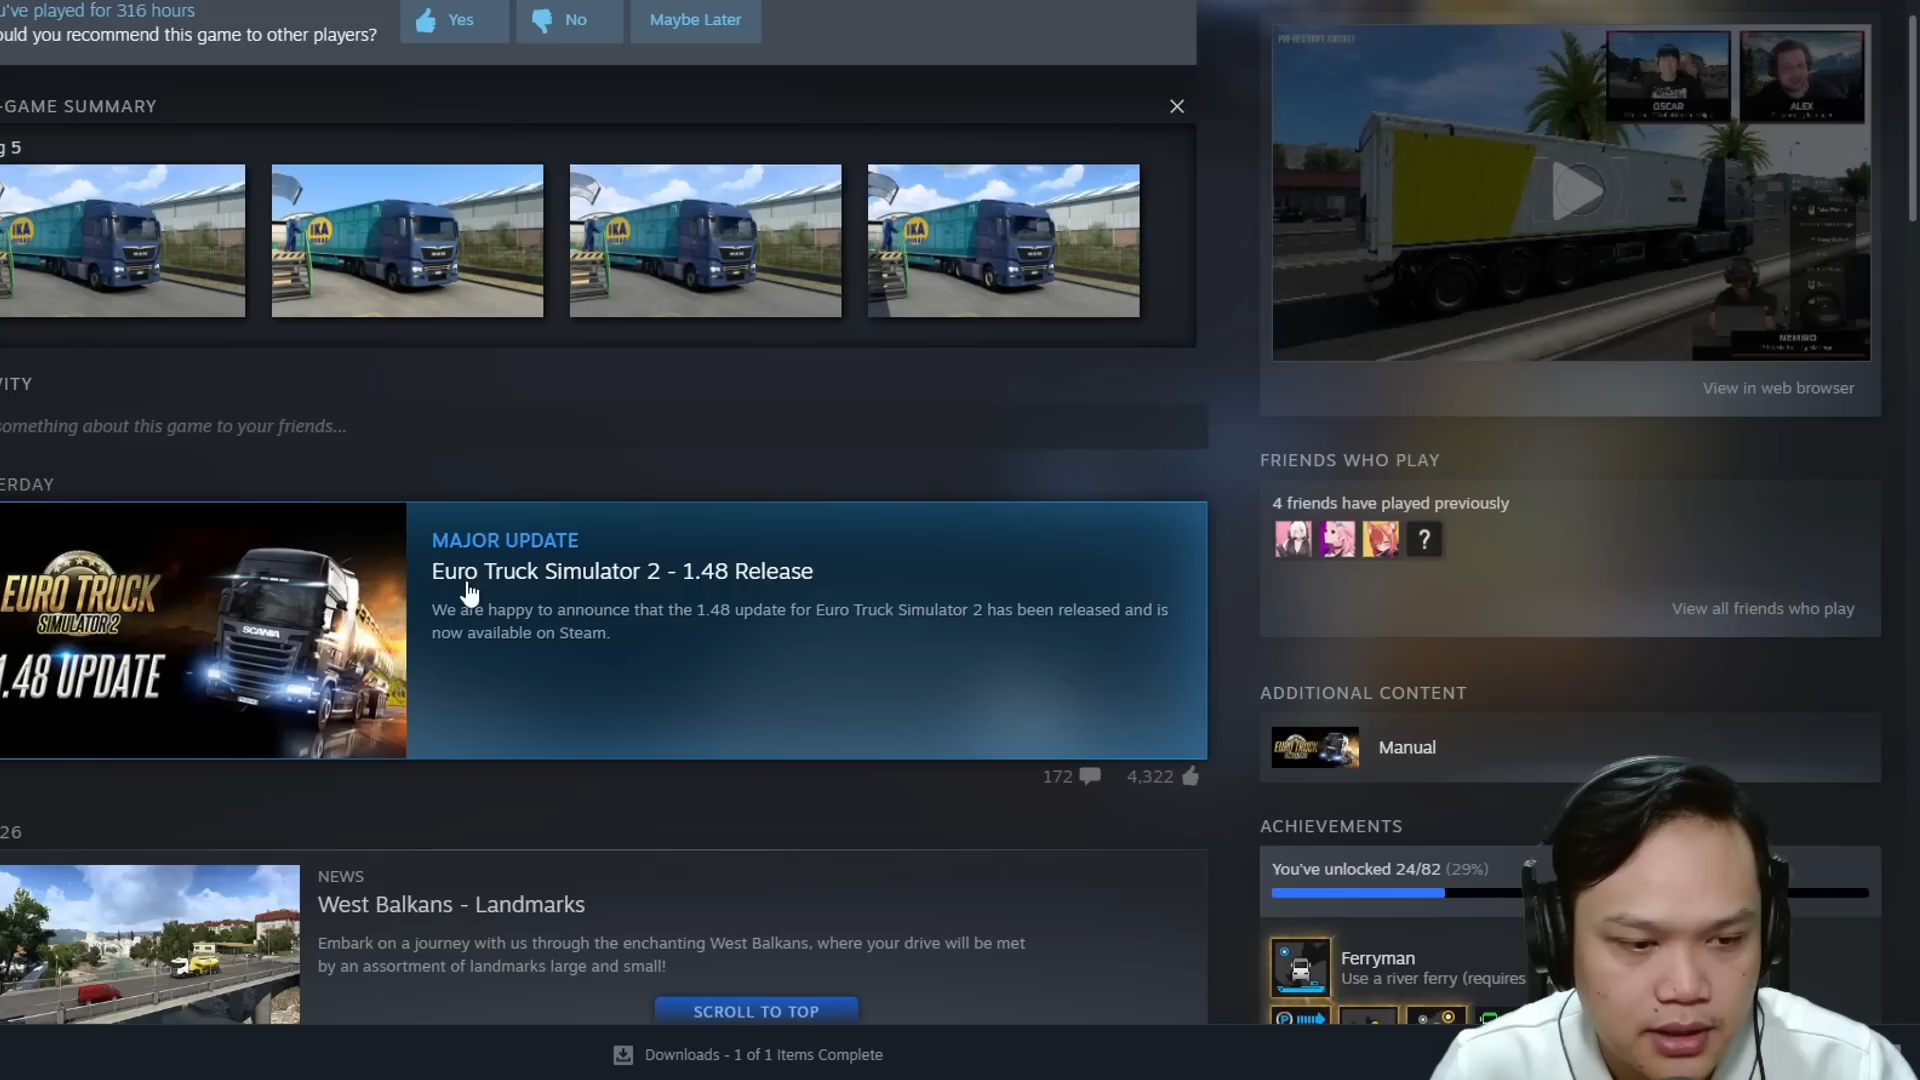 u've played for 316 hours
ould you recommend this game to other players?
Yes
No
Maybe Later
-GAME SUMMARY
g 5
VITY
something about this game to your friends...
ERDAY
EURO TRUCK
SIMULATOR 2
1.48 UPDATE
SCANIA
MAJOR UPDATE
Euro Truck Simulator 2 - 1.48 Release
We are happy to announce that the 1.48 update for Euro Truck Simulator 2 has been released and is
now available on Steam.
172
4,322
26
NEWS
West Balkans - Landmarks
Embark on a journey with us through the enchanting West Balkans, where your drive will be met
by an assortment of landmarks large and small!
SCROLL TO TOP
Downloads - 1 of 1 Items Complete
OSCAR
ALEX
NEMIRO
View in web browser
FRIENDS WHO PLAY
4 friends have played previously
?
View all friends who play
ADDITIONAL CONTENT
Manual
ACHIEVEMENTS
You've unlocked 24/82 (29%)
Ferryman
Use a river ferry (requires